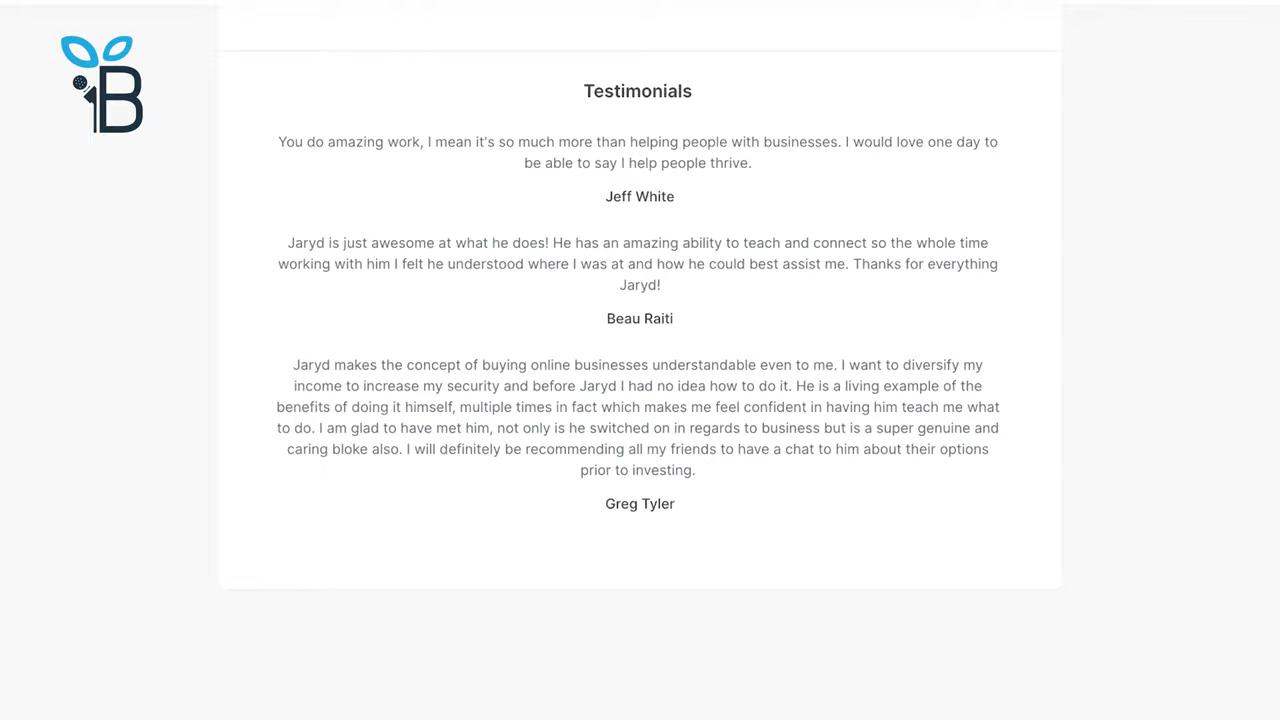 B
Testimonials
You do amazing work, I mean it's so much more than helping people with businesses. I would love one day to
be able to say I help people thrive.
Jeff White
Jaryd is just awesome at what he does! He has an amazing ability to teach and connect so the whole time
working with him I felt he understood where I was at and how he could best assist me. Thanks for everything
Jaryd!
Beau Raiti
Jaryd makes the concept of buying online businesses understandable even to me. I want to diversify my
income to increase my security and before Jaryd I had no idea how to do it. He is a living example of the
benefits of doing it himself, multiple times in fact which makes me feel confident in having him teach me what
to do. I am glad to have met him, not only is he switched on in regards to business but is a super genuine and
caring bloke also. I will definitely be recommending all my friends to have a chat to him about their options
prior to investing.
Greg Tyler